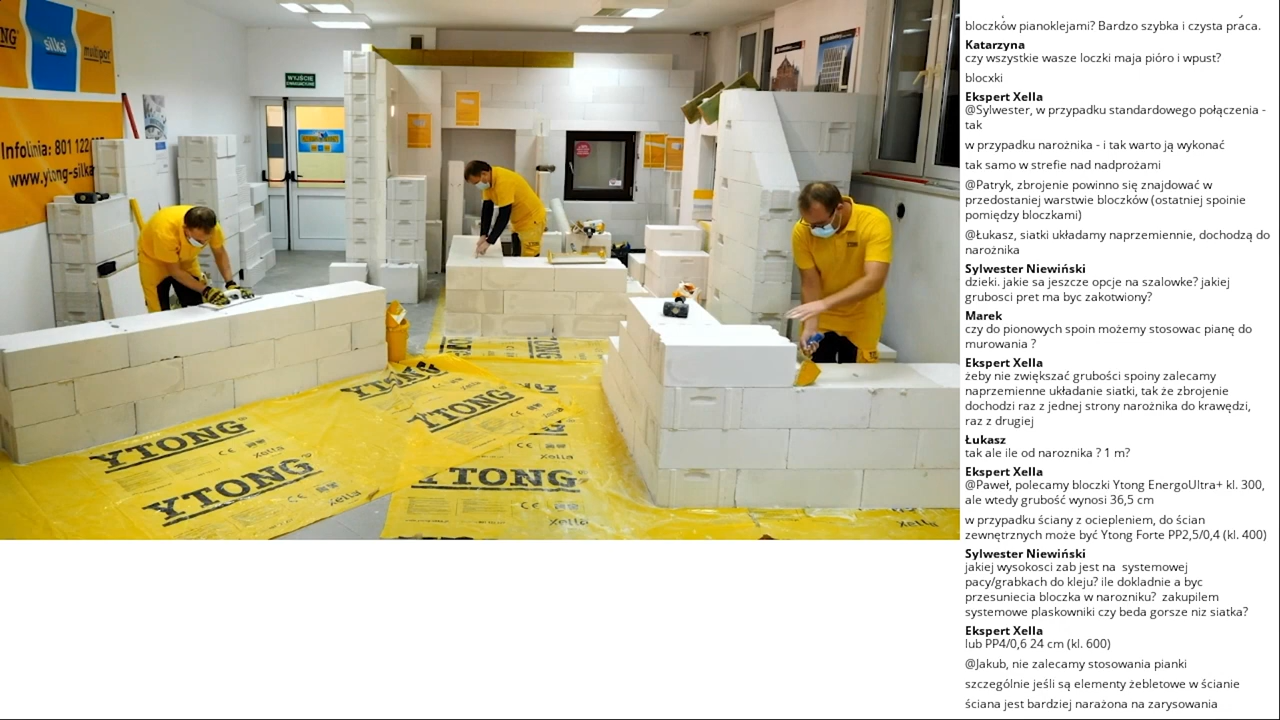 NG
silka
multipor
Infolinia: 801 122
www.ytong-silka
WYJŚCIE
YTONG
YTONG
YTONG
YTONG
YTONG
xella
xella
xella
xella
xella
CE
CE
CE
bloczków pianoklejami? Bardzo szybka i czysta praca.
Katarzyna
czy wszystkie wasze loczki maja pióro i wpust?
blocxki
Ekspert Xella
@Sylwester, w przypadku standardowego połączenia -
tak
w przypadku narożnika - i tak warto ją wykonać
tak samo w strefie nad nadprożami
@Patryk, zbrojenie powinno się znajdować w
przedostaniej warstwie bloczków (ostatniej spoinie
pomiędzy bloczkami)
@Łukasz, siatki układamy naprzemiennie, dochodzą do
narożnika
Sylwester Niewiński
dzieki. jakie sa jeszcze opcje na szalowke? jakiej
grubosci pret ma byc zakotwiony?
Marek
czy do pionowych spoin możemy stosowac pianę do
murowania ?
Ekspert Xella
żeby nie zwiększać grubości spoiny zalecamy
naprzemienne układanie siatki, tak że zbrojenie
dochodzi raz z jednej strony narożnika do krawędzi,
raz z drugiej
Łukasz
tak ale ile od naroznika ? 1 m?
Ekspert Xella
@Paweł, polecamy bloczki Ytong EnergoUltra+ kl. 300,
ale wtedy grubość wynosi 36,5 cm
w przypadku ściany z ociepleniem, do ścian
zewnętrznych może być Ytong Forte PP2,5/0,4 (kl. 400)
Sylwester Niewiński
jakiej wysokosci zab jest na  systemowej
pacy/grabkach do kleju? ile dokladnie a byc
przesuniecia bloczka w narozniku?  zakupilem
systemowe plaskowniki czy beda gorsze niz siatka?
Ekspert Xella
lub PP4/0,6 24 cm (kl. 600)
@Jakub, nie zalecamy stosowania pianki
szczególnie jeśli są elementy żebletowe w ścianie
ściana jest bardziej narażona na zarysowania